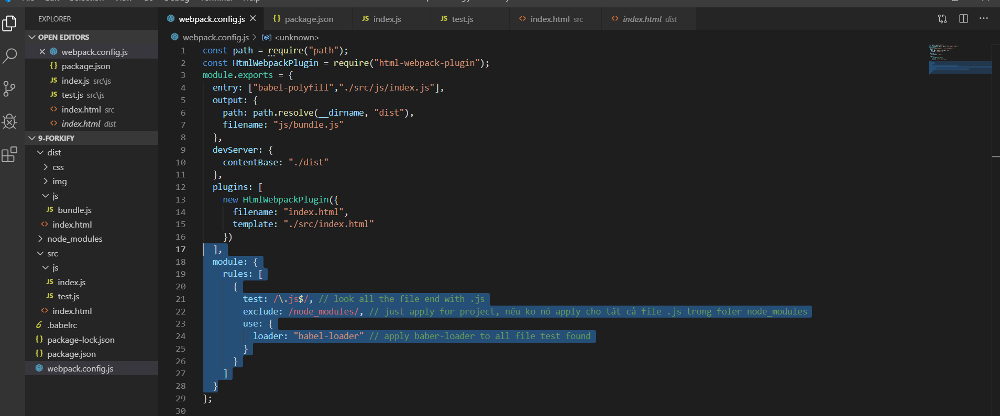 EXPLORER
OPEN EDITORS
webpack.config.js
package.json
index.js src\js
test.js src\js
index.html src
index.html dist
9-FORKIFY
dist
css
img
js
JS bundle.js
index.html
node_modules
src
js
JS index.js
JS test.js
index.html
.babelrc
{} package-lock.json
{} package.json
webpack.config.js
webpack.config.js {} package.json JS index.js JS test.js <> index.html src <> index.html dist
webpack.config.js > <unknown>
1 const path = require("path");
2 const HtmlWebpackPlugin = require("html-webpack-plugin");
3 module.exports = {
4 entry: ["babel-polyfill","./src/js/index.js"],
5 output: {
6 path: path.resolve(__dirname, "dist"),
7 filename: "js/bundle.js"
8 },
9 devServer: {
10 contentBase: "./dist"
11 },
12 plugins: [
13 new HtmlWebpackPlugin({
14 filename: "index.html",
15 template: "./src/index.html"
16 })
17 ],
18 module: {
19 rules: [
20 {
21 test: /\.js$/, // look all the file end with .js
22 exclude: /node_modules/, // just apply for project, nếu ko nó apply cho tất cả file .js trong foler node_modules
23 use: {
24 loader: "babel-loader" // apply baber-loader to all file test found
25 }
26 }
27 ]
28 }
29 };
30